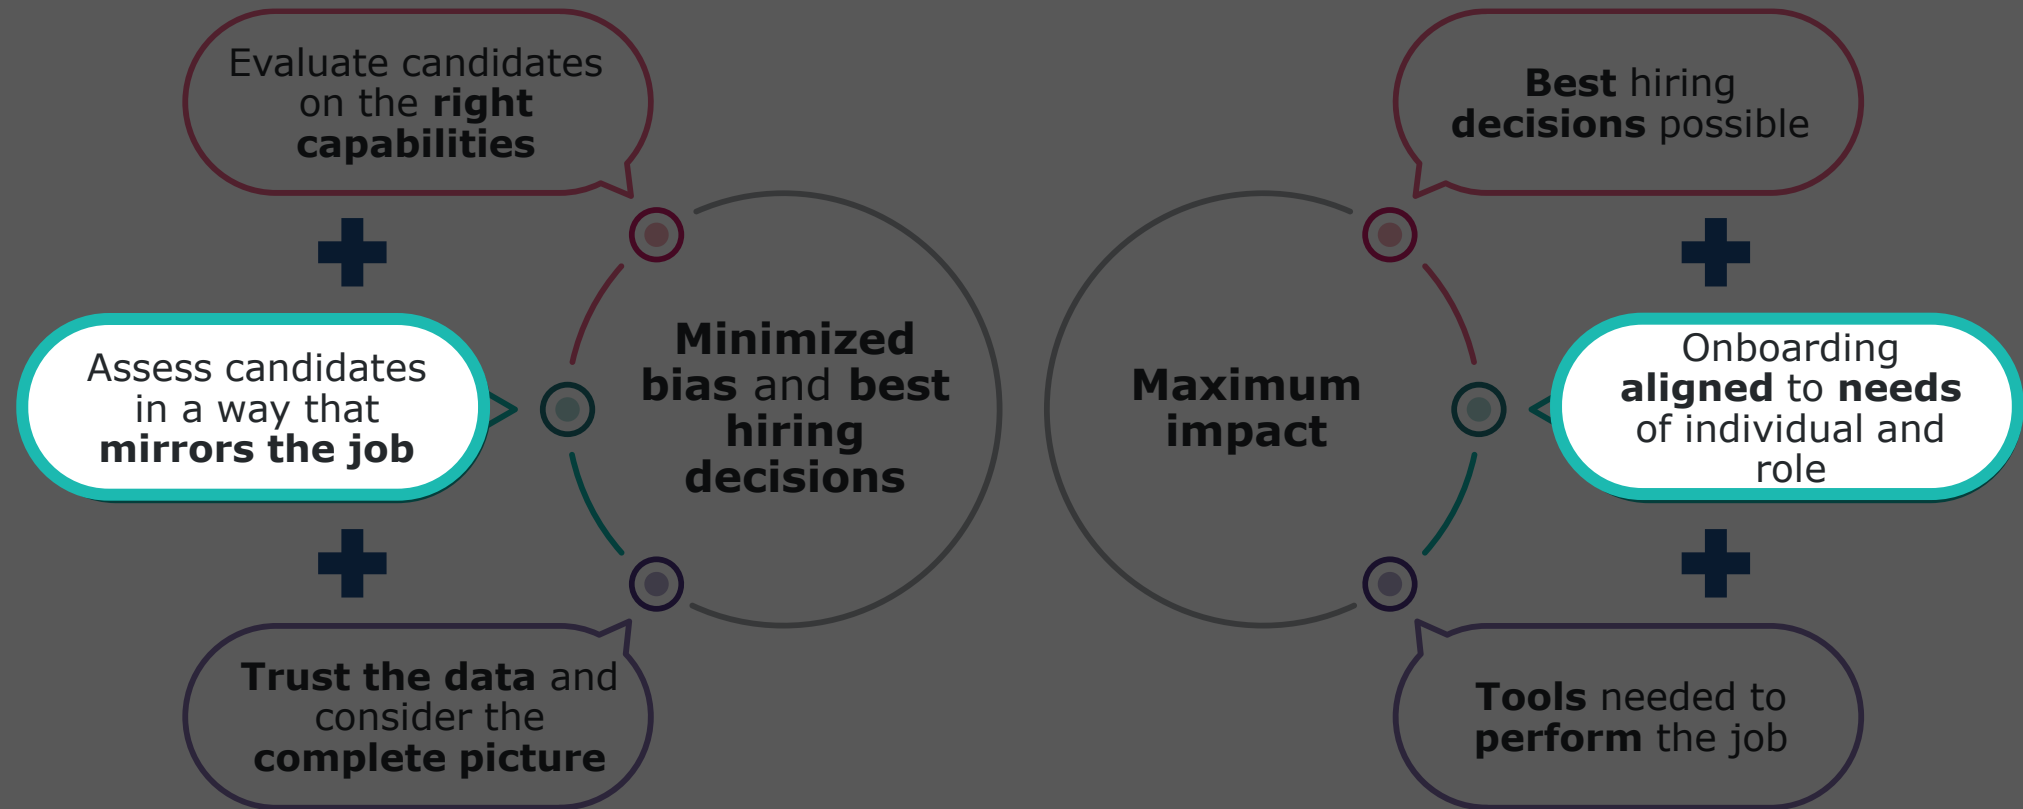 Evaluate candidates
on the right
capabilities
Assess candidates
in a way that
mirrors the job
Trust the data and
consider the
complete picture
Minimized
bias and best
hiring
decisions
Maximum
impact
Best hiring
decisions possible
Onboarding
aligned to needs
of individual and
role
Tools needed to
perform the job